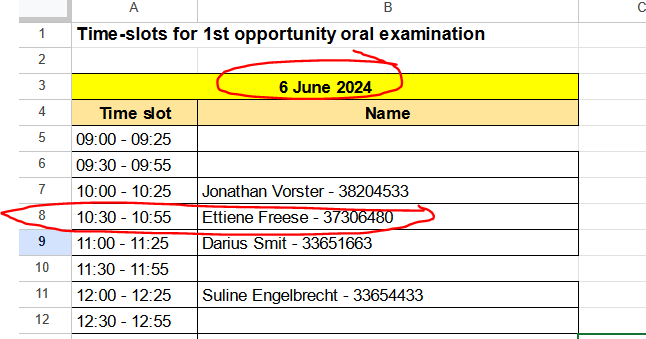 A B C
1 Time-slots for 1st opportunity oral examination
2
3 6 June 2024
4 Time slot Name
5 09:00 - 09:25
6 09:30 - 09:55
7 10:00 - 10:25 Jonathan Vorster - 38204533
8 10:30 - 10:55 Ettiene Freese - 37306480
9 11:00 - 11:25 Darius Smit - 33651663
10 11:30 - 11:55
11 12:00 - 12:25 Suline Engelbrecht - 33654433
12 12:30 - 12:55